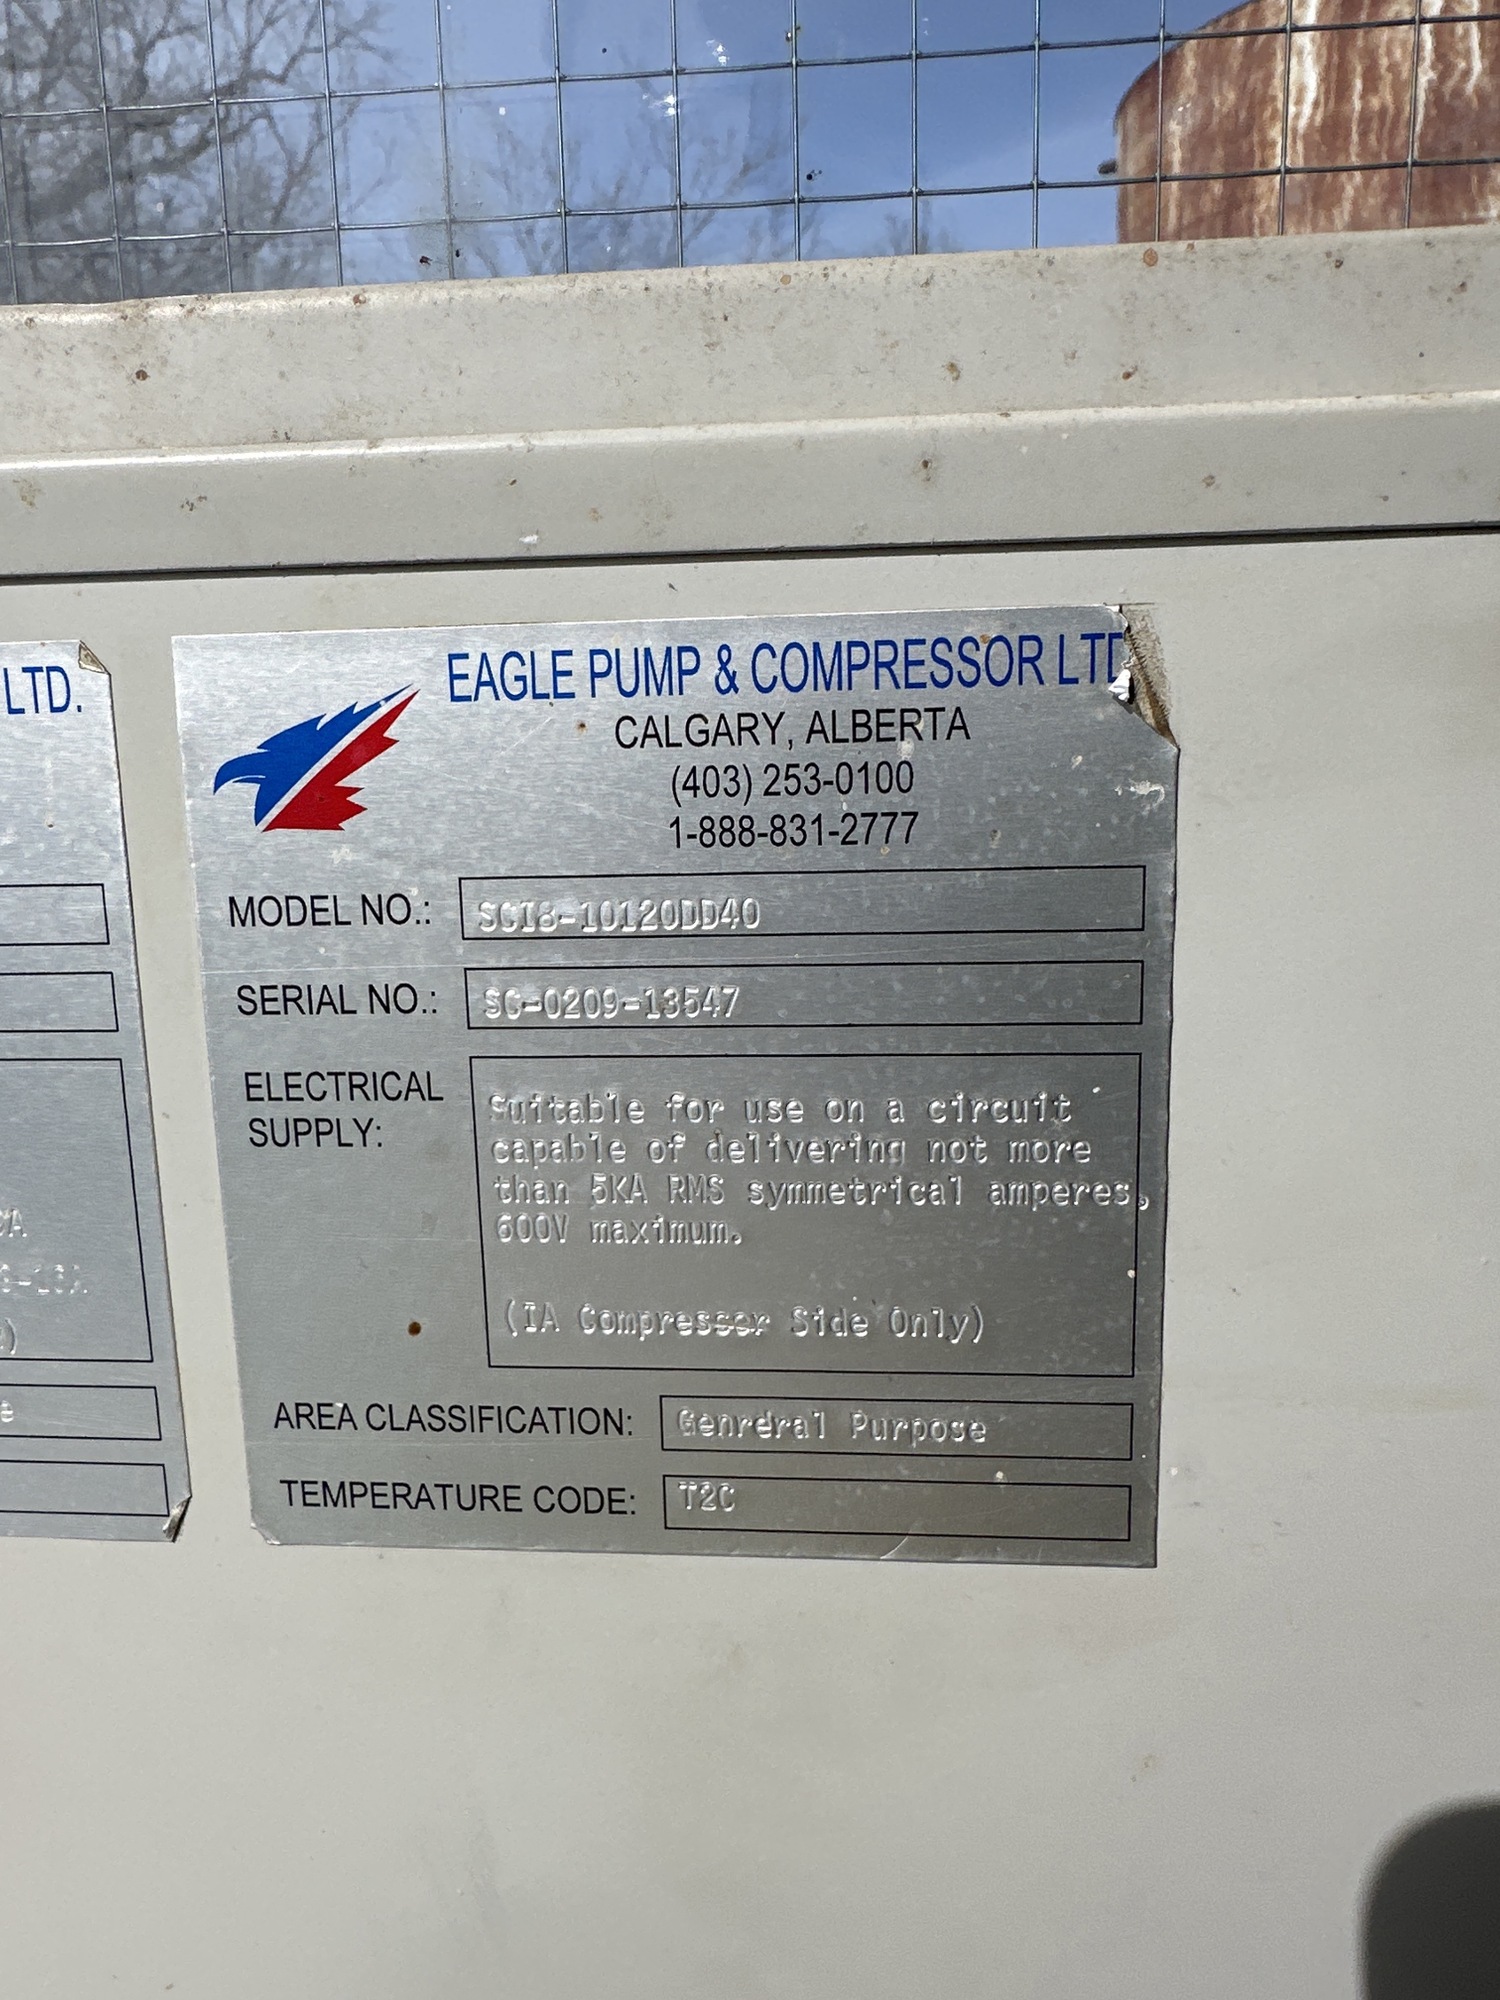 LTD.
EAGLE PUMP & COMPRESSOR LTD
CALGARY, ALBERTA
(403) 253-0100
1-888-831-2777
MODEL NO.: SCI8-10120DD40
SERIAL NO.: SC-0209-13547
ELECTRICAL SUPPLY:
Suitable for use on a circuit
capable of delivering not more
than 5KA RMS symmetrical amperes,
600V maximum.
(IA Compressor Side Only)
AREA CLASSIFICATION: Genrdral Purpose
TEMPERATURE CODE: T2C